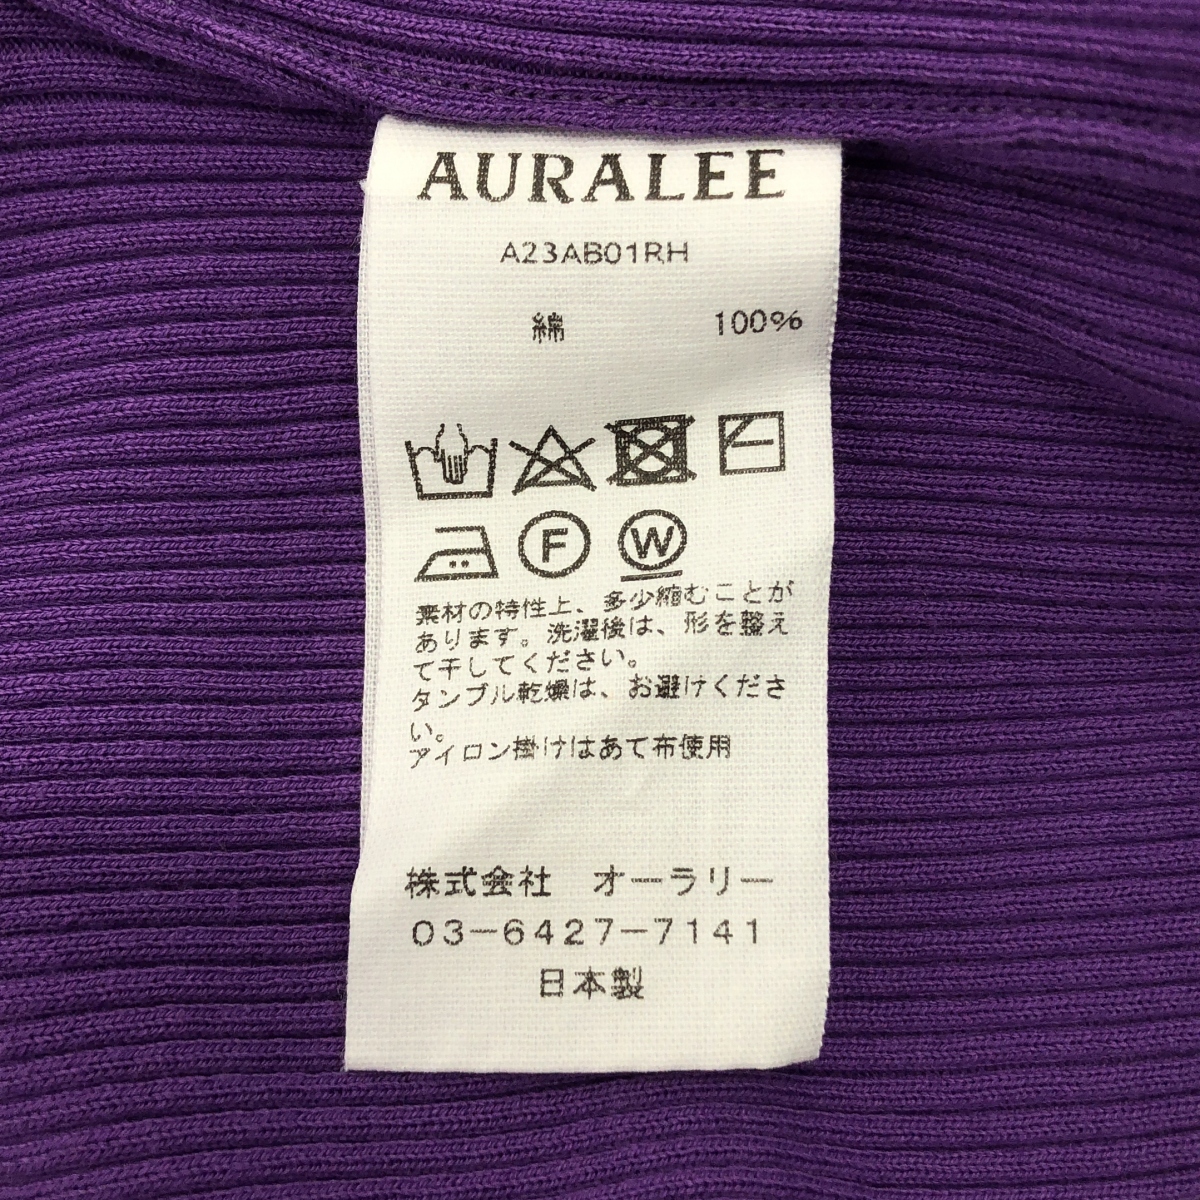 AURALEE
A23AB01RH
綿 100%
F W
素材の特性上、多少縮むことが
あります。洗濯後は、形を整え
て干してください。
タンブル乾燥は、お避けくださ
い。
アイロン掛けはあて布使用
株式会社 オーラリー
03-6427-7141
日本製